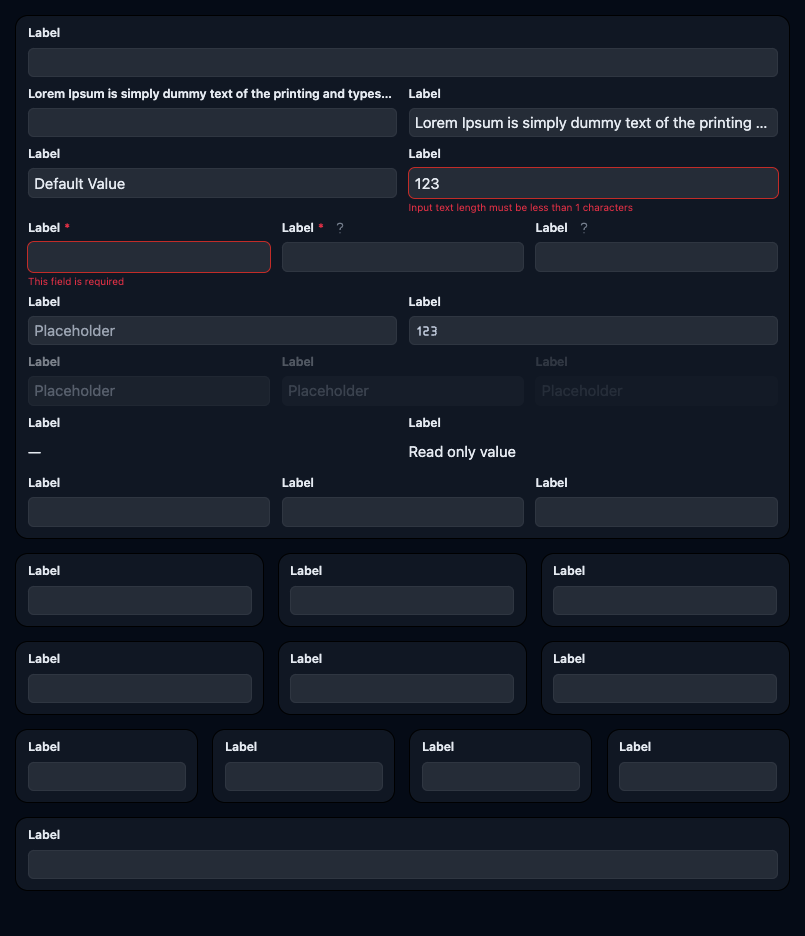 Label
Lorem Ipsum is simply dummy text of the printing and types... Label
Lorem Ipsum is simply dummy text of the printing ...
Label Label
Default Value 123
Input text length must be less than 1 characters
Label * Label * ? Label ?
This field is required
Label Label
Placeholder 123
Label Label Label
Placeholder Placeholder Placeholder
Label Label
— Read only value
Label Label Label
Label Label Label
Label Label Label
Label Label Label Label
Label